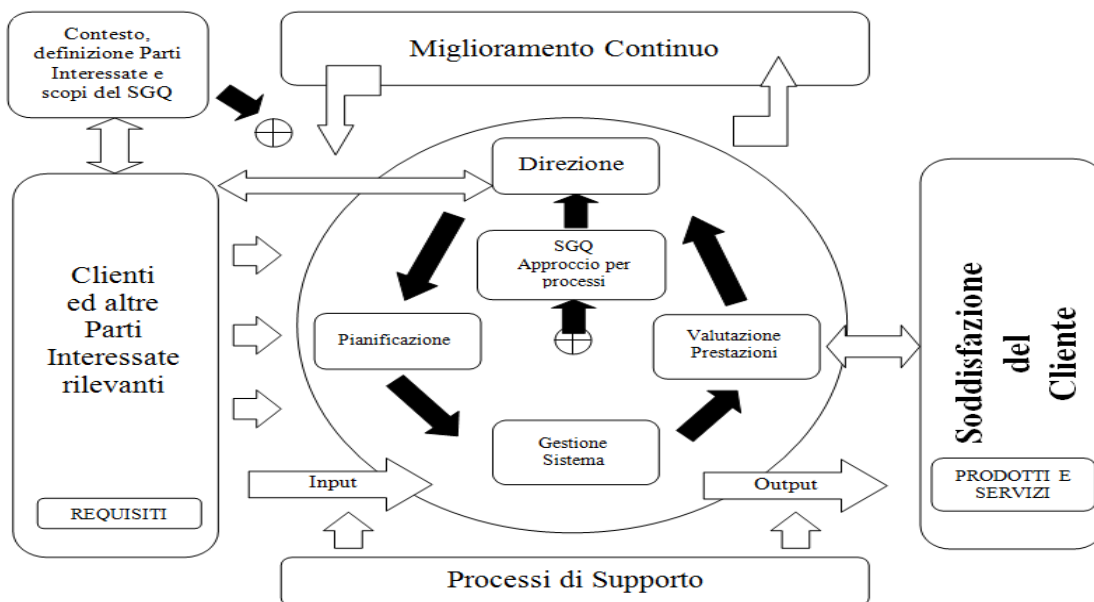 Contesto,
definizione Parti
Interessate e
scopi del SGQ
Miglioramento Continuo
Direzione
SGQ
Approccio per
processi
Clienti
ed altre
Parti
Interessate
rilevanti
Pianificazione
Valutazione
Prestazioni
Soddisfazione
del
Cliente
Gestione
Sistema
Input
Output
PRODOTTI E
SERVIZI
REQUISITI
Processi di Supporto